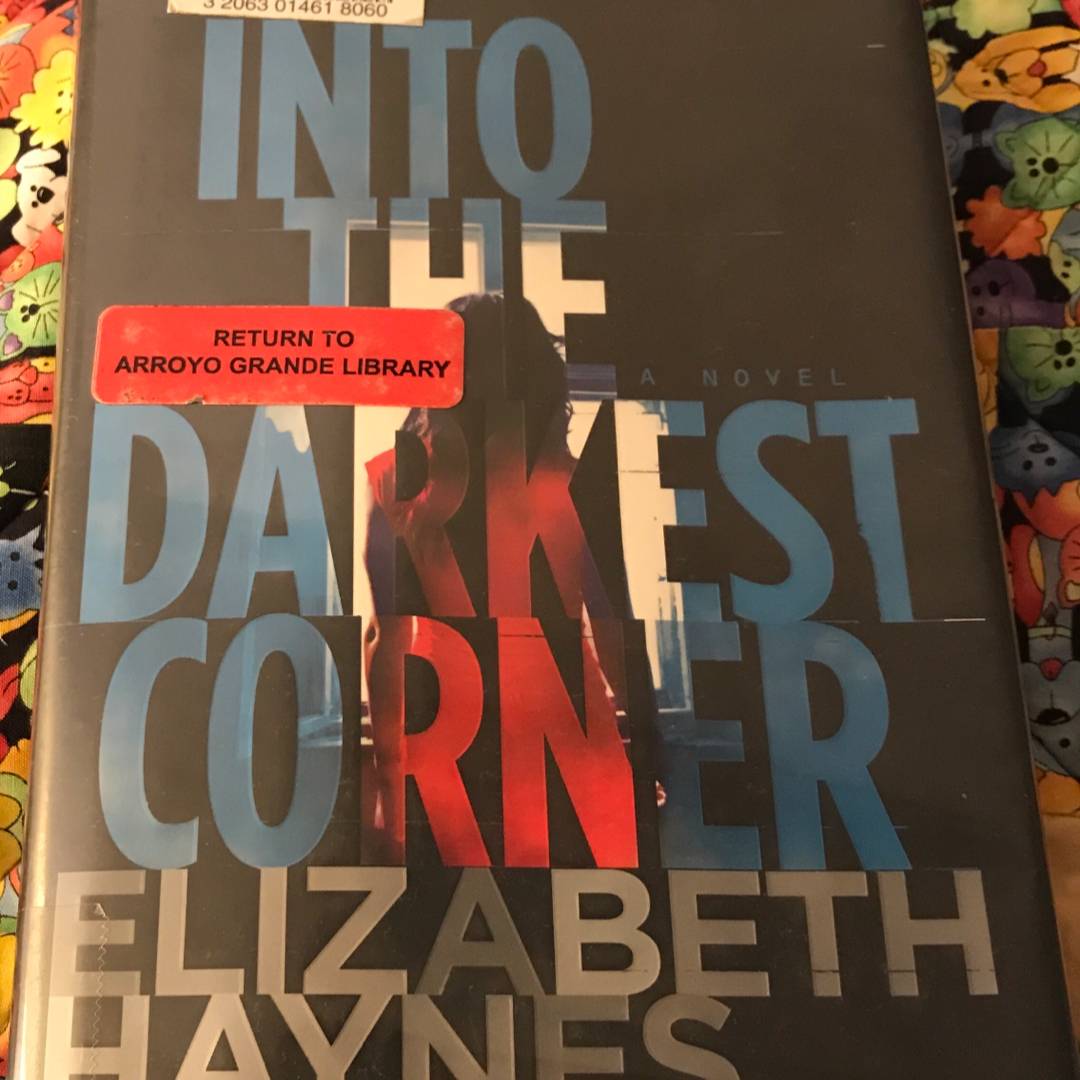 3 2063 01461 8060
INTO
THE
RETURN TO
ARROYO GRANDE LIBRARY
A NOVEL
DARKEST
CORNER
ELIZABETH
HAYNES